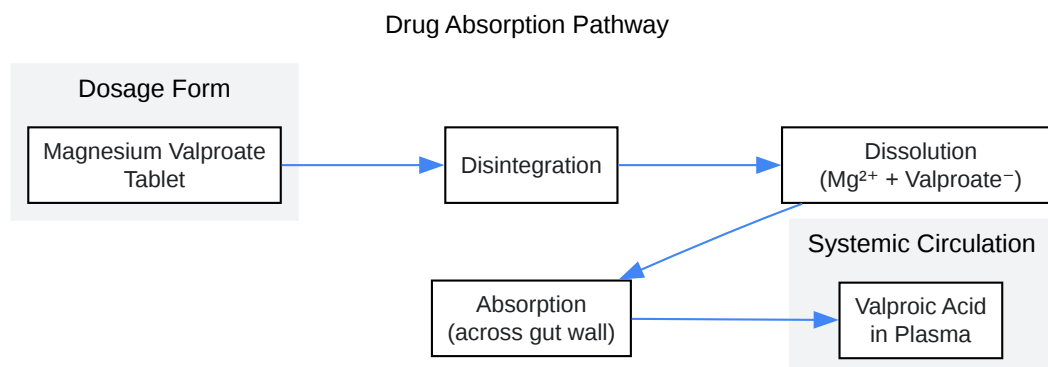 Drug Absorption Pathway
Dosage Form
Magnesium Valproate
Tablet
Disintegration
Dissolution
(Mg²⁺ + Valproate⁻)
Absorption
(across gut wall)
Systemic Circulation
Valproic Acid
in Plasma